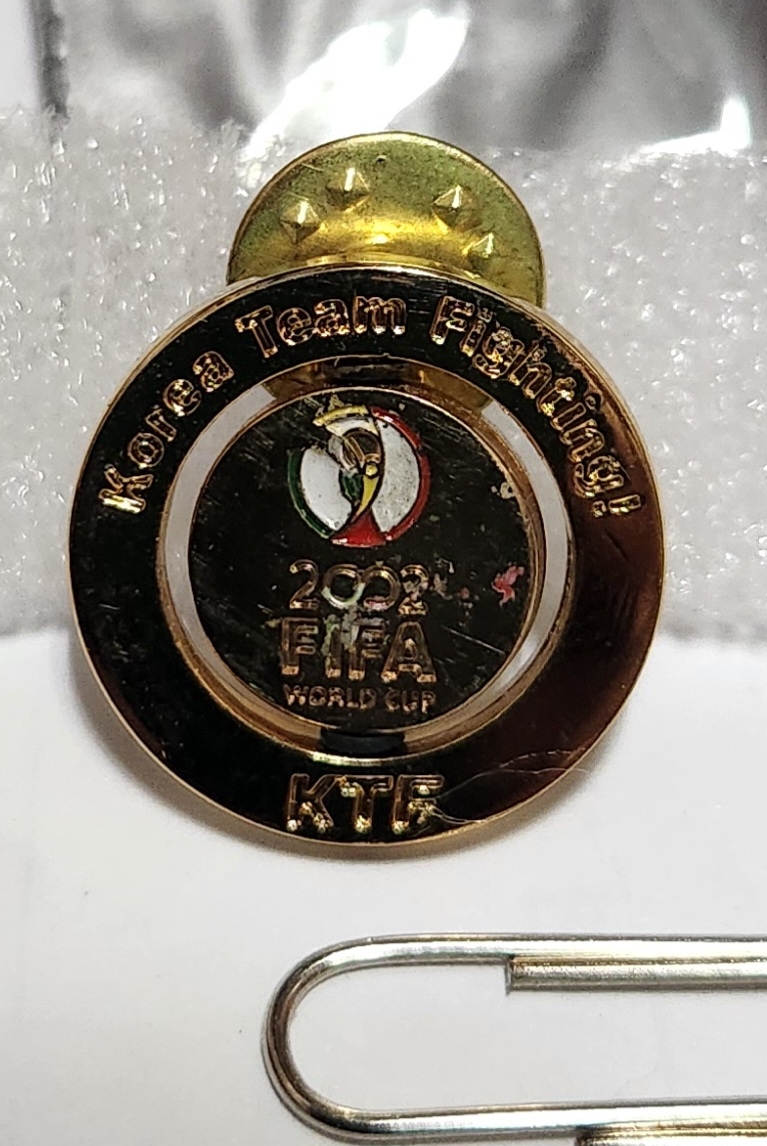 Korea Team Fighting!
2002
FIFA
WORLD CUP
KTF